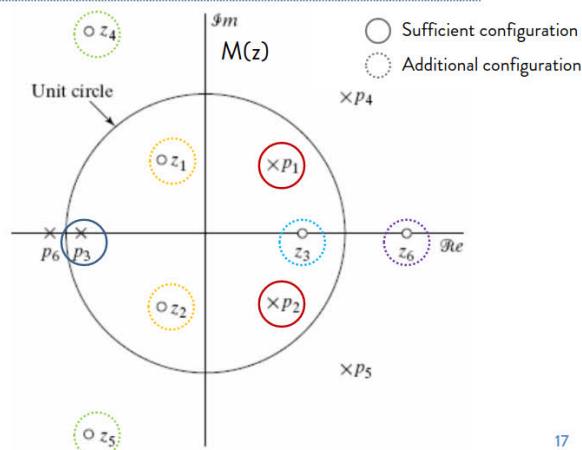 ℐm
M(z)
Sufficient configuration
Additional configuration
z4
Unit circle
×p4
z1
×p1
p6
p3
z3
z6
ℛe
z2
×p2
×p5
z5
17